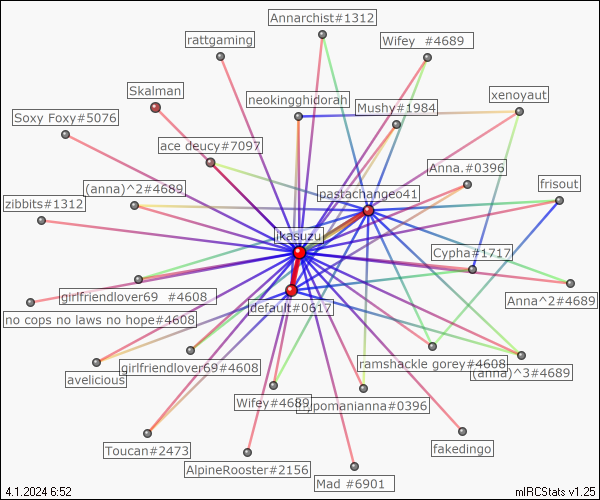 Annarchist#1312
rattgaming
Wifey  #4689
Skalman
neokingghidorah
xenoyaut
Mushy#1984
Soxy Foxy#5076
ace deucy#7097
Anna.#0396
(anna)^2#4689
pastachange041
frisout
zibbits#1312
ikasuzu
Cypha#1717
girlfriendlover69  #4608
Anna^2#4689
default#0617
no cops no laws no hope#4608
ramshackle gorey#4608
girlfriendlover69#4608
(anna)^3#4689
avelicious
Wifey#4689
pomanianna#0396
Toucan#2473
fakedingo
AlpineRooster#2156
Mad #6901
4.1.2024 6:52
mIRCStats v1.25